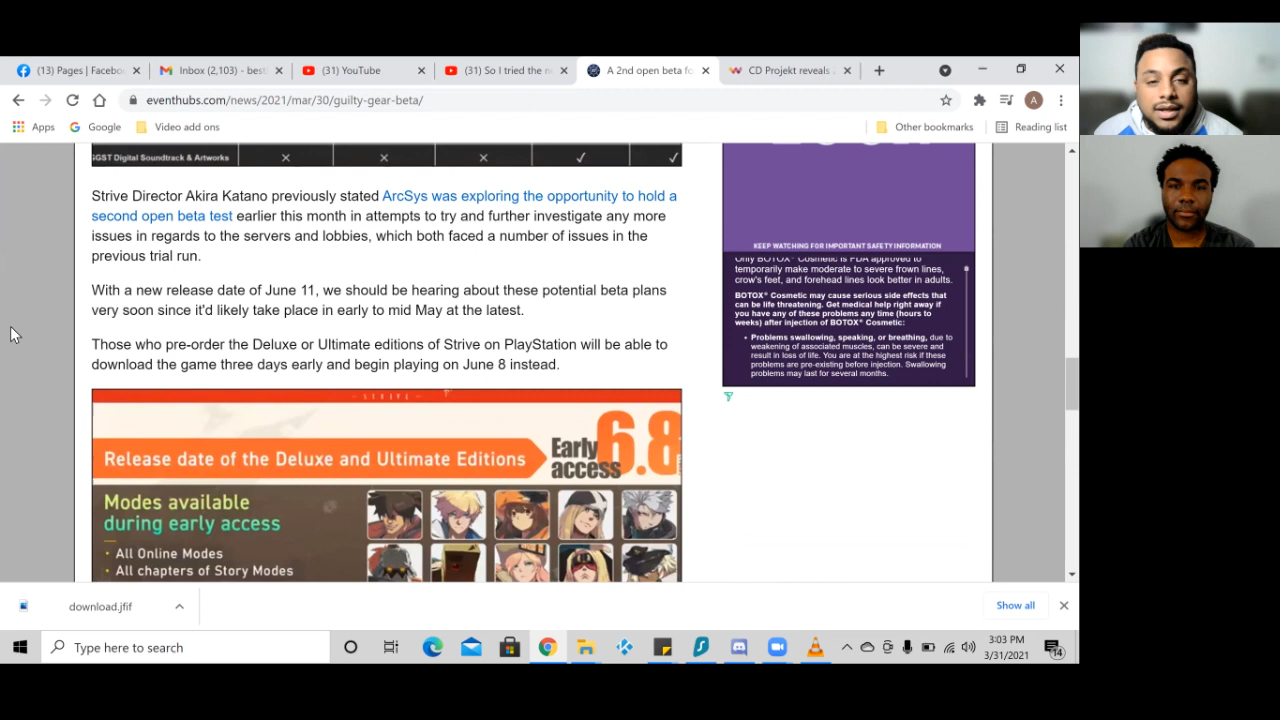 (13) Pages | Facebo
Inbox (2,103) - best
(31) YouTube
(31) So I tried the n
A 2nd open beta fo
CD Projekt reveals
eventhubs.com/news/2021/mar/30/guilty-gear-beta/
A
Apps
Google
Video add ons
Other bookmarks
Reading list
GGST Digital Soundtrack & Artworks
Strive Director Akira Katano previously stated ArcSys was exploring the opportunity to hold a
second open beta test earlier this month in attempts to try and further investigate any more
issues in regards to the servers and lobbies, which both faced a number of issues in the
previous trial run.
With a new release date of June 11, we should be hearing about these potential beta plans
very soon since it'd likely take place in early to mid May at the latest.
Those who pre-order the Deluxe or Ultimate editions of Strive on PlayStation will be able to
download the game three days early and begin playing on June 8 instead.
- STRIVE -
Release date of the Deluxe and Ultimate Editions
Early
access
6.8
Modes available
during early access
· All Online Modes
· All chapters of Story Modes
KEEP WATCHING FOR IMPORTANT SAFETY INFORMATION
Only BOTOX® Cosmetic is FDA approved to
temporarily make moderate to severe frown lines,
crow's feet, and forehead lines look better in adults.
BOTOX® Cosmetic may cause serious side effects that
can be life threatening. Get medical help right away if
you have any of these problems any time (hours to
weeks) after injection of BOTOX® Cosmetic:
• Problems swallowing, speaking, or breathing, due to
weakening of associated muscles, can be severe and
result in loss of life. You are at the highest risk if these
problems are pre-existing before injection. Swallowing
problems may last for several months.
download.jfif
Show all
Type here to search
3:03 PM
3/31/2021
14